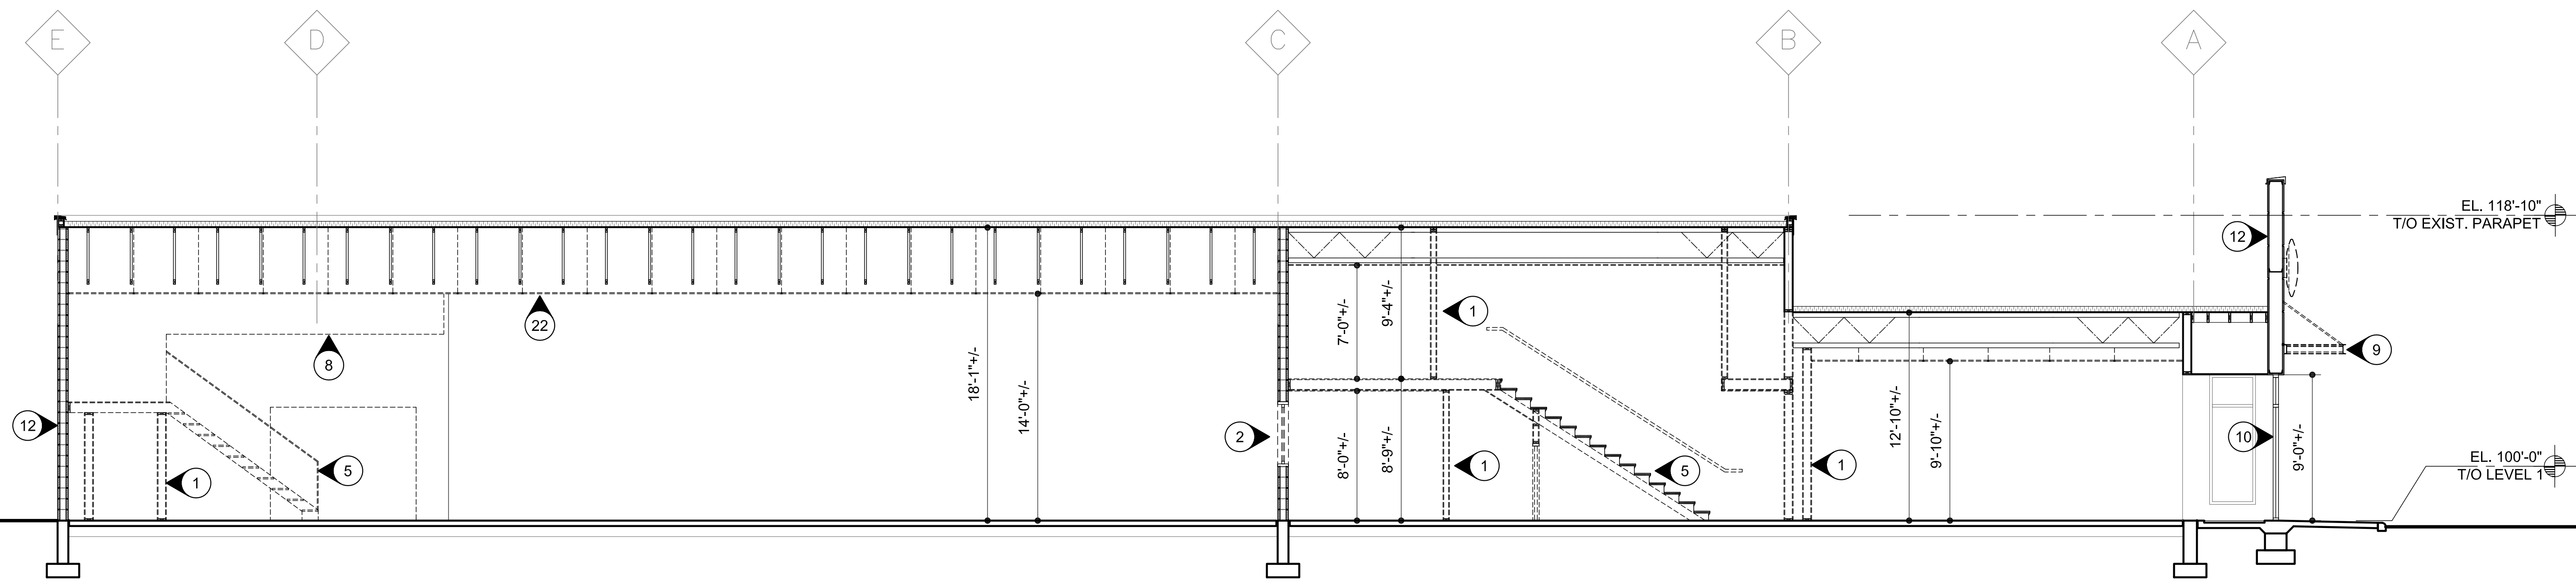 E
D
C
B
A
EL. 118'-10"
T/O EXIST. PARAPET
12
22
8
12
5
1
18'-1"+/-
14'-0"+/-
2
7'-0"+/-
9'-4"+/-
1
8'-0"+/-
8'-9"+/-
1
5
1
12'-10"+/-
9'-10"+/-
9
10
9'-0"+/-
EL. 100'-0"
T/O LEVEL 1